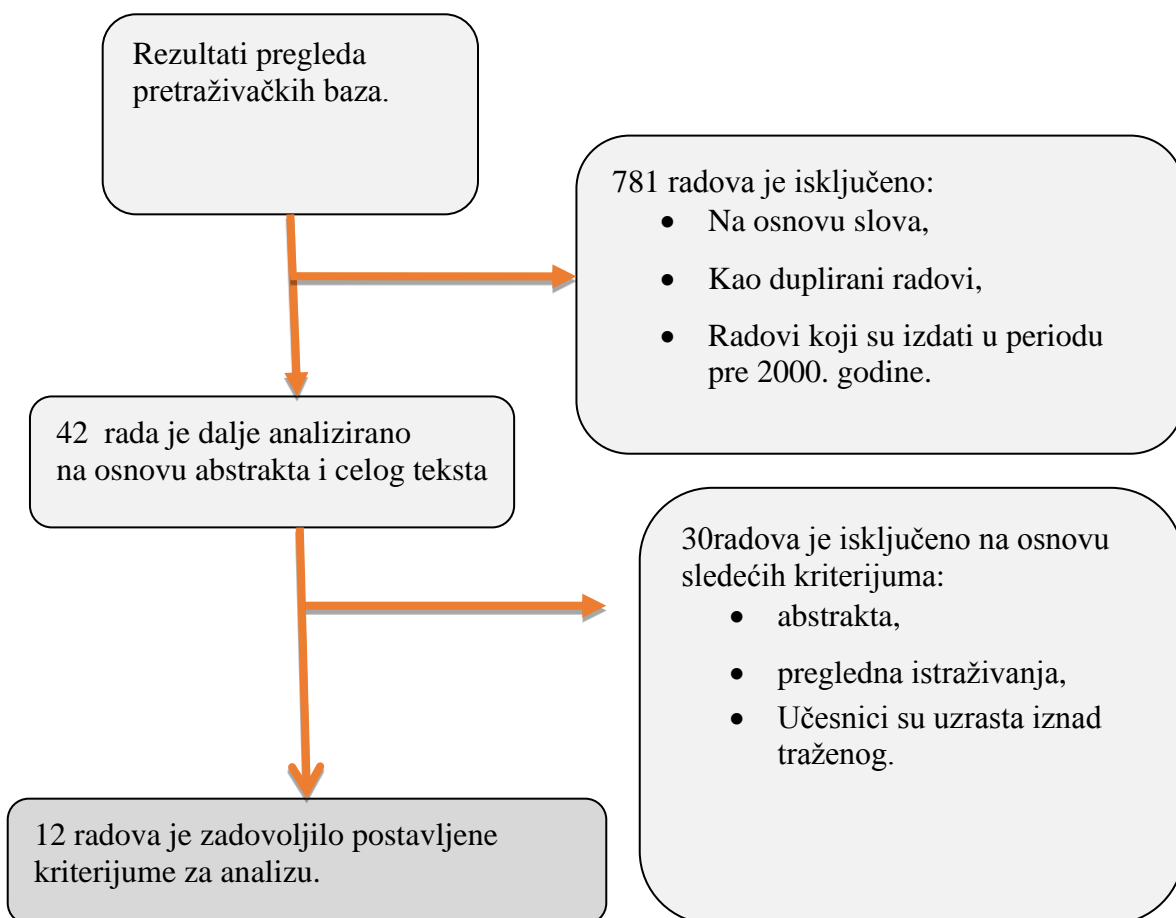 Rezultati pregleda
pretraživačkih baza.
781 radova je isključeno:
• Na osnovu slova,
• Kao duplirani radovi,
• Radovi koji su izdati u periodu
pre 2000. godine.
42 rada je dalje analizirano
na osnovu abstrakta i celog teksta
30radova je isključeno na osnovu
sledećih kriterijuma:
• abstrakta,
• pregledna istraživanja,
• Učesnici su uzrasta iznad
traženog.
12 radova je zadovoljilo postavljene
kriterijume za analizu.